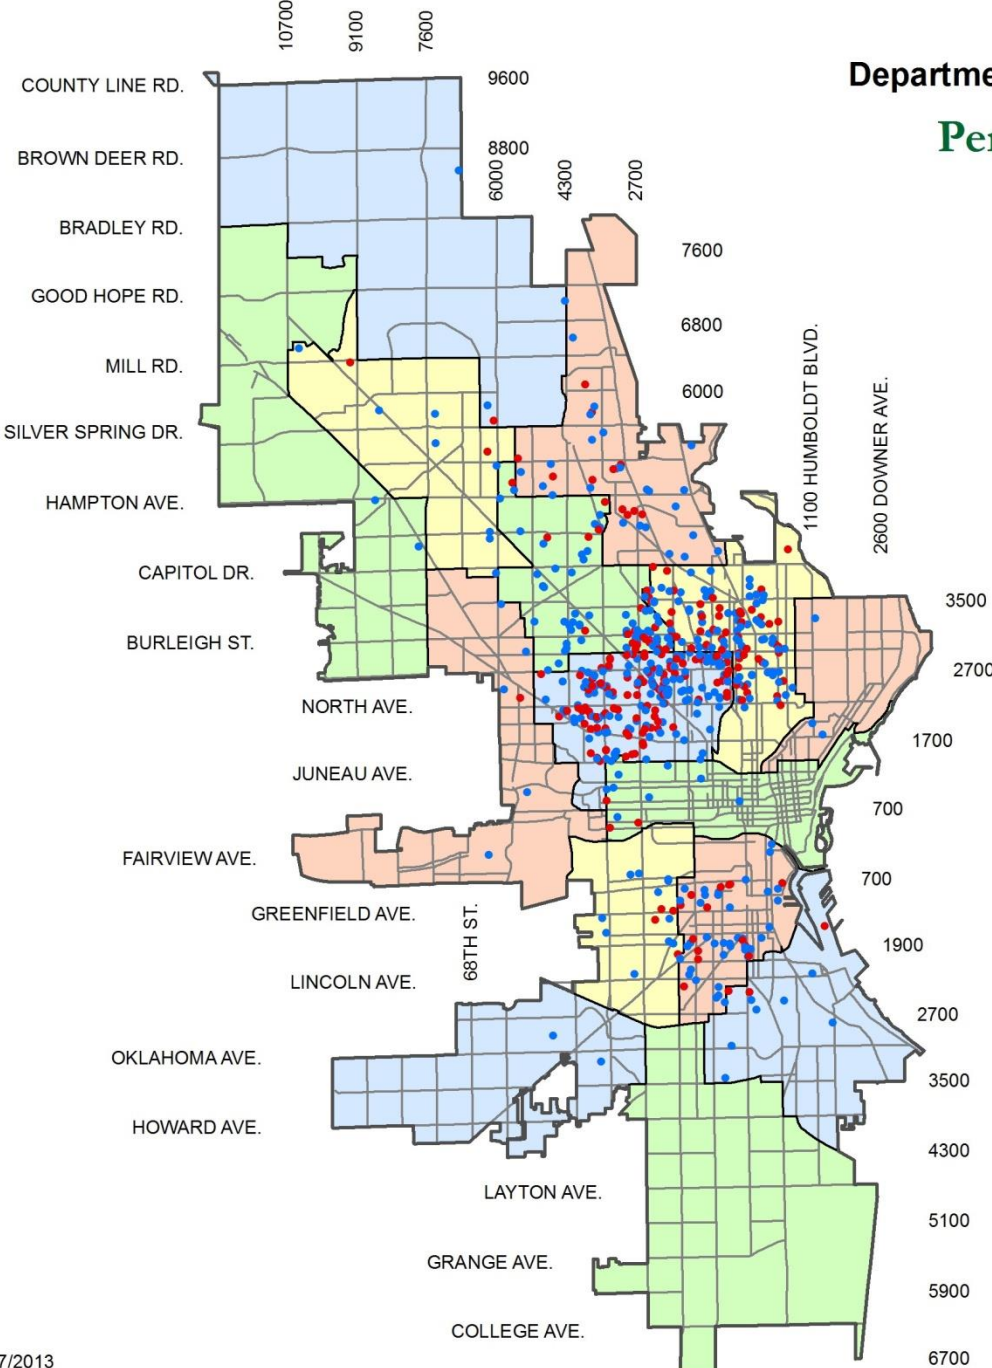 10700
9100
7600
COUNTY LINE RD.
9600
Departme
BROWN DEER RD.
8800
Per
6000
4300
2700
BRADLEY RD.
7600
GOOD HOPE RD.
6800
MILL RD.
6000
1100 HUMBOLDT BLVD.
2600 DOWNER AVE.
SILVER SPRING DR.
HAMPTON AVE.
CAPITOL DR.
3500
BURLEIGH ST.
2700
NORTH AVE.
1700
JUNEAU AVE.
700
FAIRVIEW AVE.
700
GREENFIELD AVE.
68TH ST.
1900
LINCOLN AVE.
2700
OKLAHOMA AVE.
3500
HOWARD AVE.
4300
LAYTON AVE.
5100
GRANGE AVE.
5900
COLLEGE AVE.
6700
7/2013